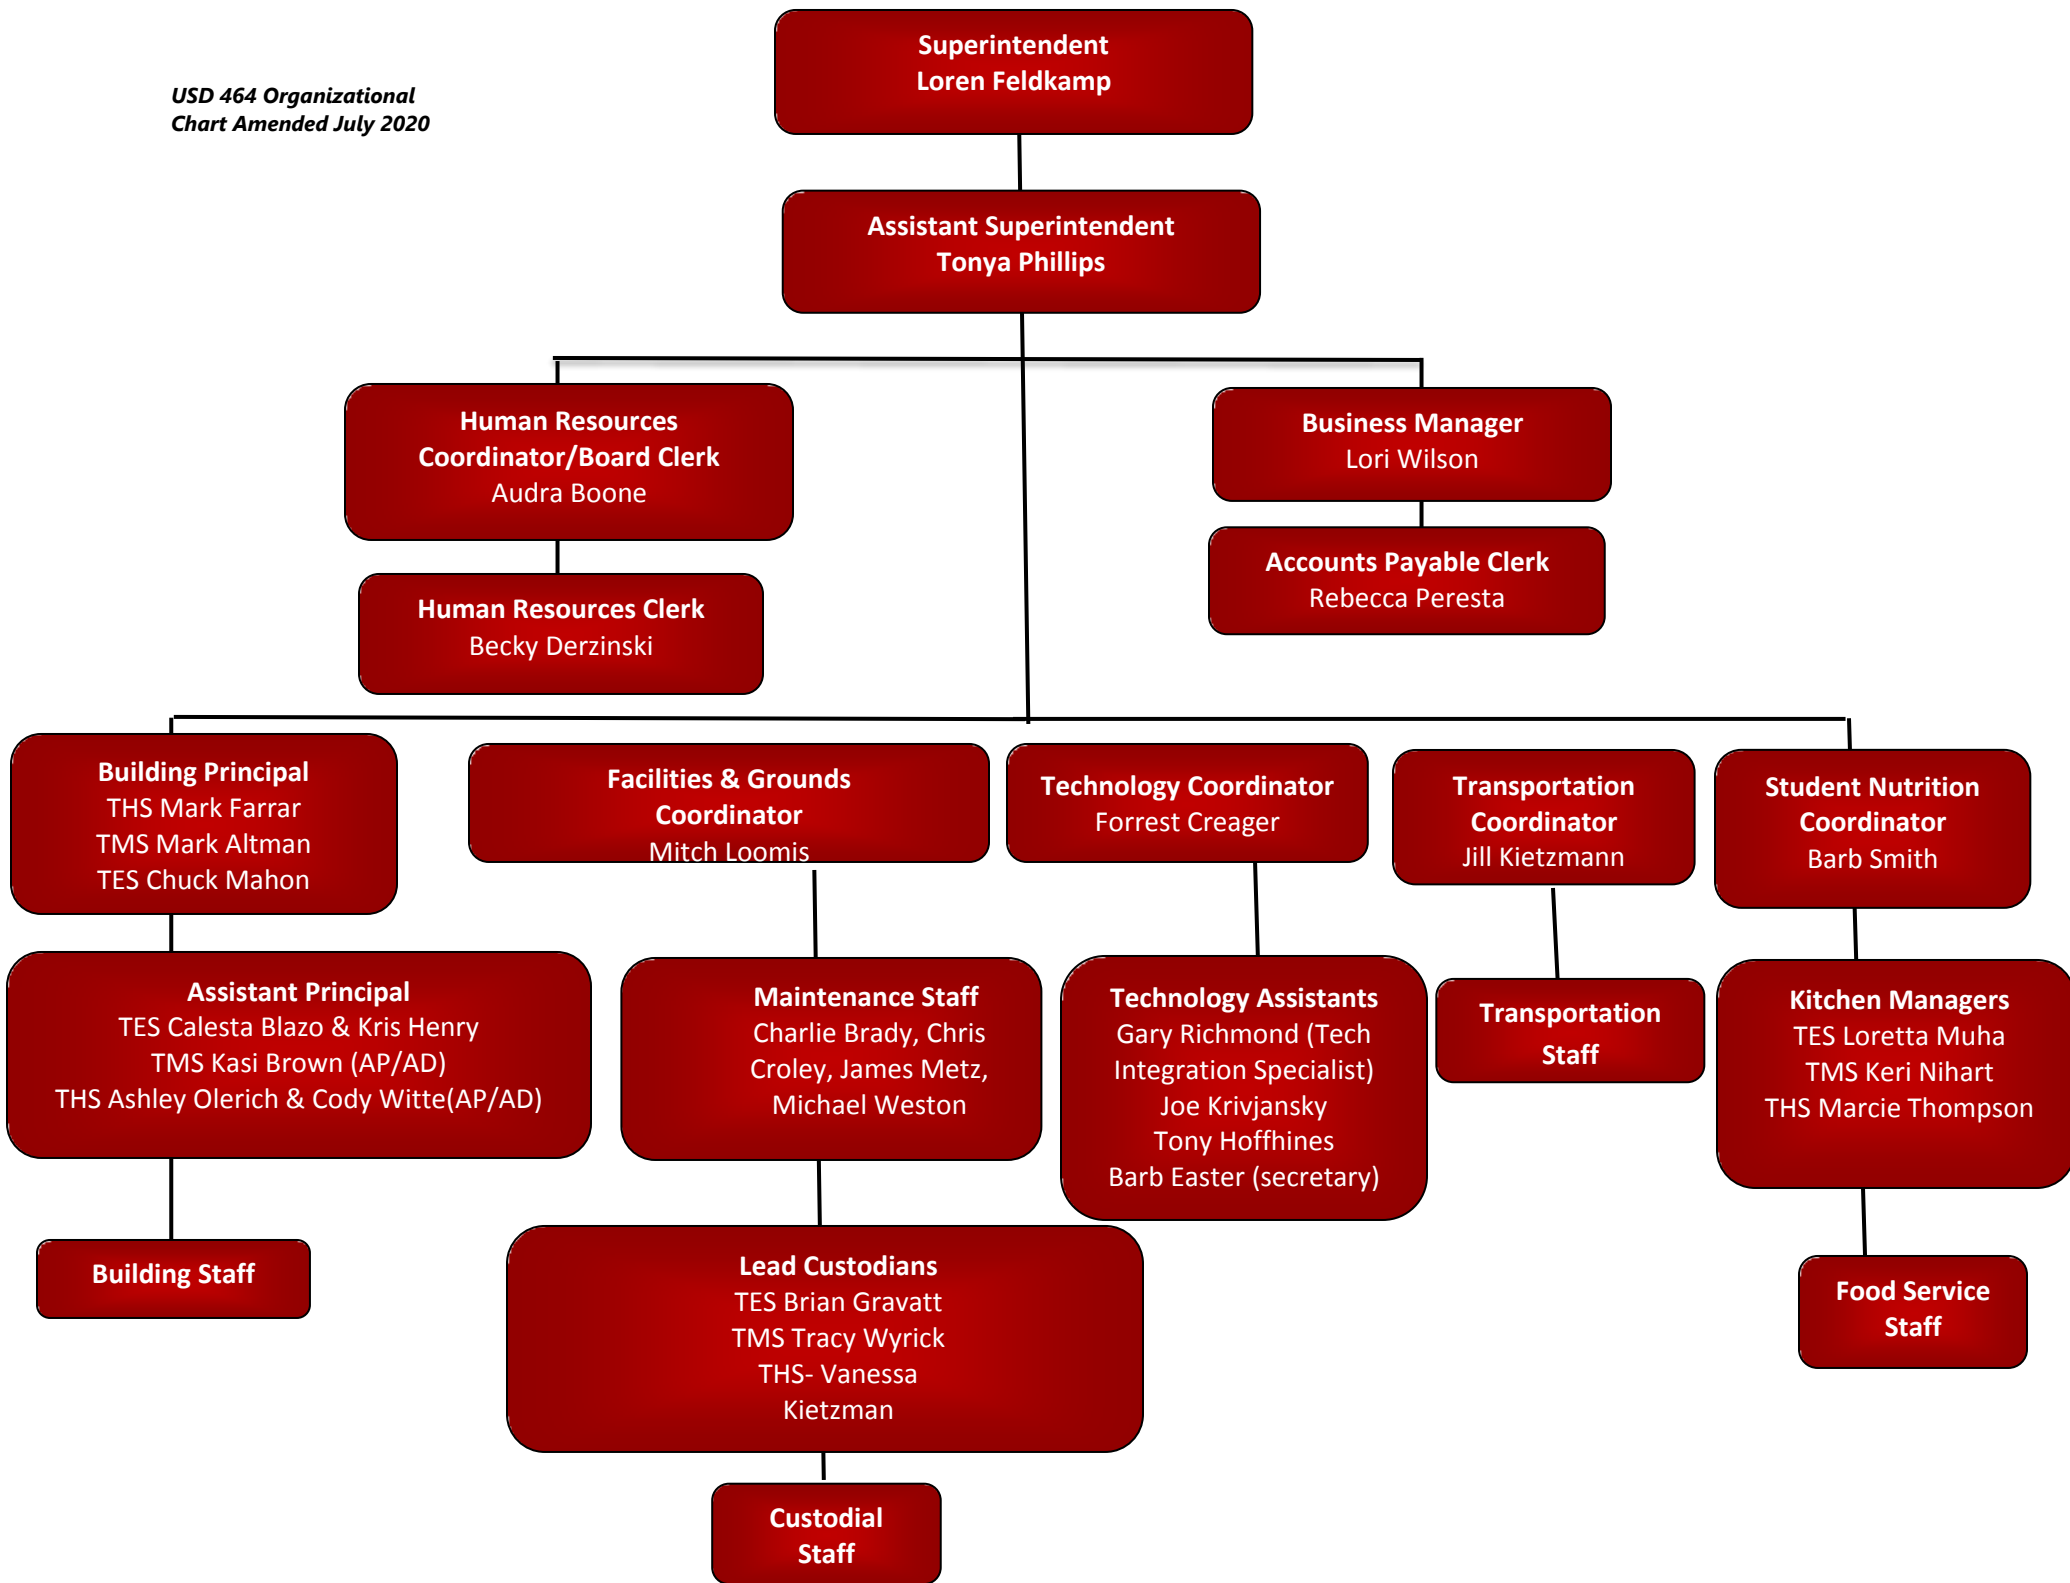 USD 464 Organizational
Chart Amended July 2020
Superintendent
Loren Feldkamp
Assistant Superintendent
Tonya Phillips
Human Resources
Coordinator/Board Clerk
Audra Boone
Business Manager
Lori Wilson
Human Resources Clerk
Becky Derzinski
Accounts Payable Clerk
Rebecca Peresta
Building Principal
THS Mark Farrar
TMS Mark Altman
TES Chuck Mahon
Facilities & Grounds
Coordinator
Mitch Loomis
Technology Coordinator
Forrest Creager
Transportation
Coordinator
Jill Kietzmann
Student Nutrition
Coordinator
Barb Smith
Assistant Principal
TES Calesta Blazo & Kris Henry
TMS Kasi Brown (AP/AD)
THS Ashley Olerich & Cody Witte(AP/AD)
Maintenance Staff
Charlie Brady, Chris
Croley, James Metz,
Michael Weston
Technology Assistants
Gary Richmond (Tech
Integration Specialist)
Joe Krivjansky
Tony Hoffhines
Barb Easter (secretary)
Transportation
Staff
Kitchen Managers
TES Loretta Muha
TMS Keri Nihart
THS Marcie Thompson
Building Staff
Lead Custodians
TES Brian Gravatt
TMS Tracy Wyrick
THS- Vanessa
Kietzman
Food Service
Staff
Custodial
Staff